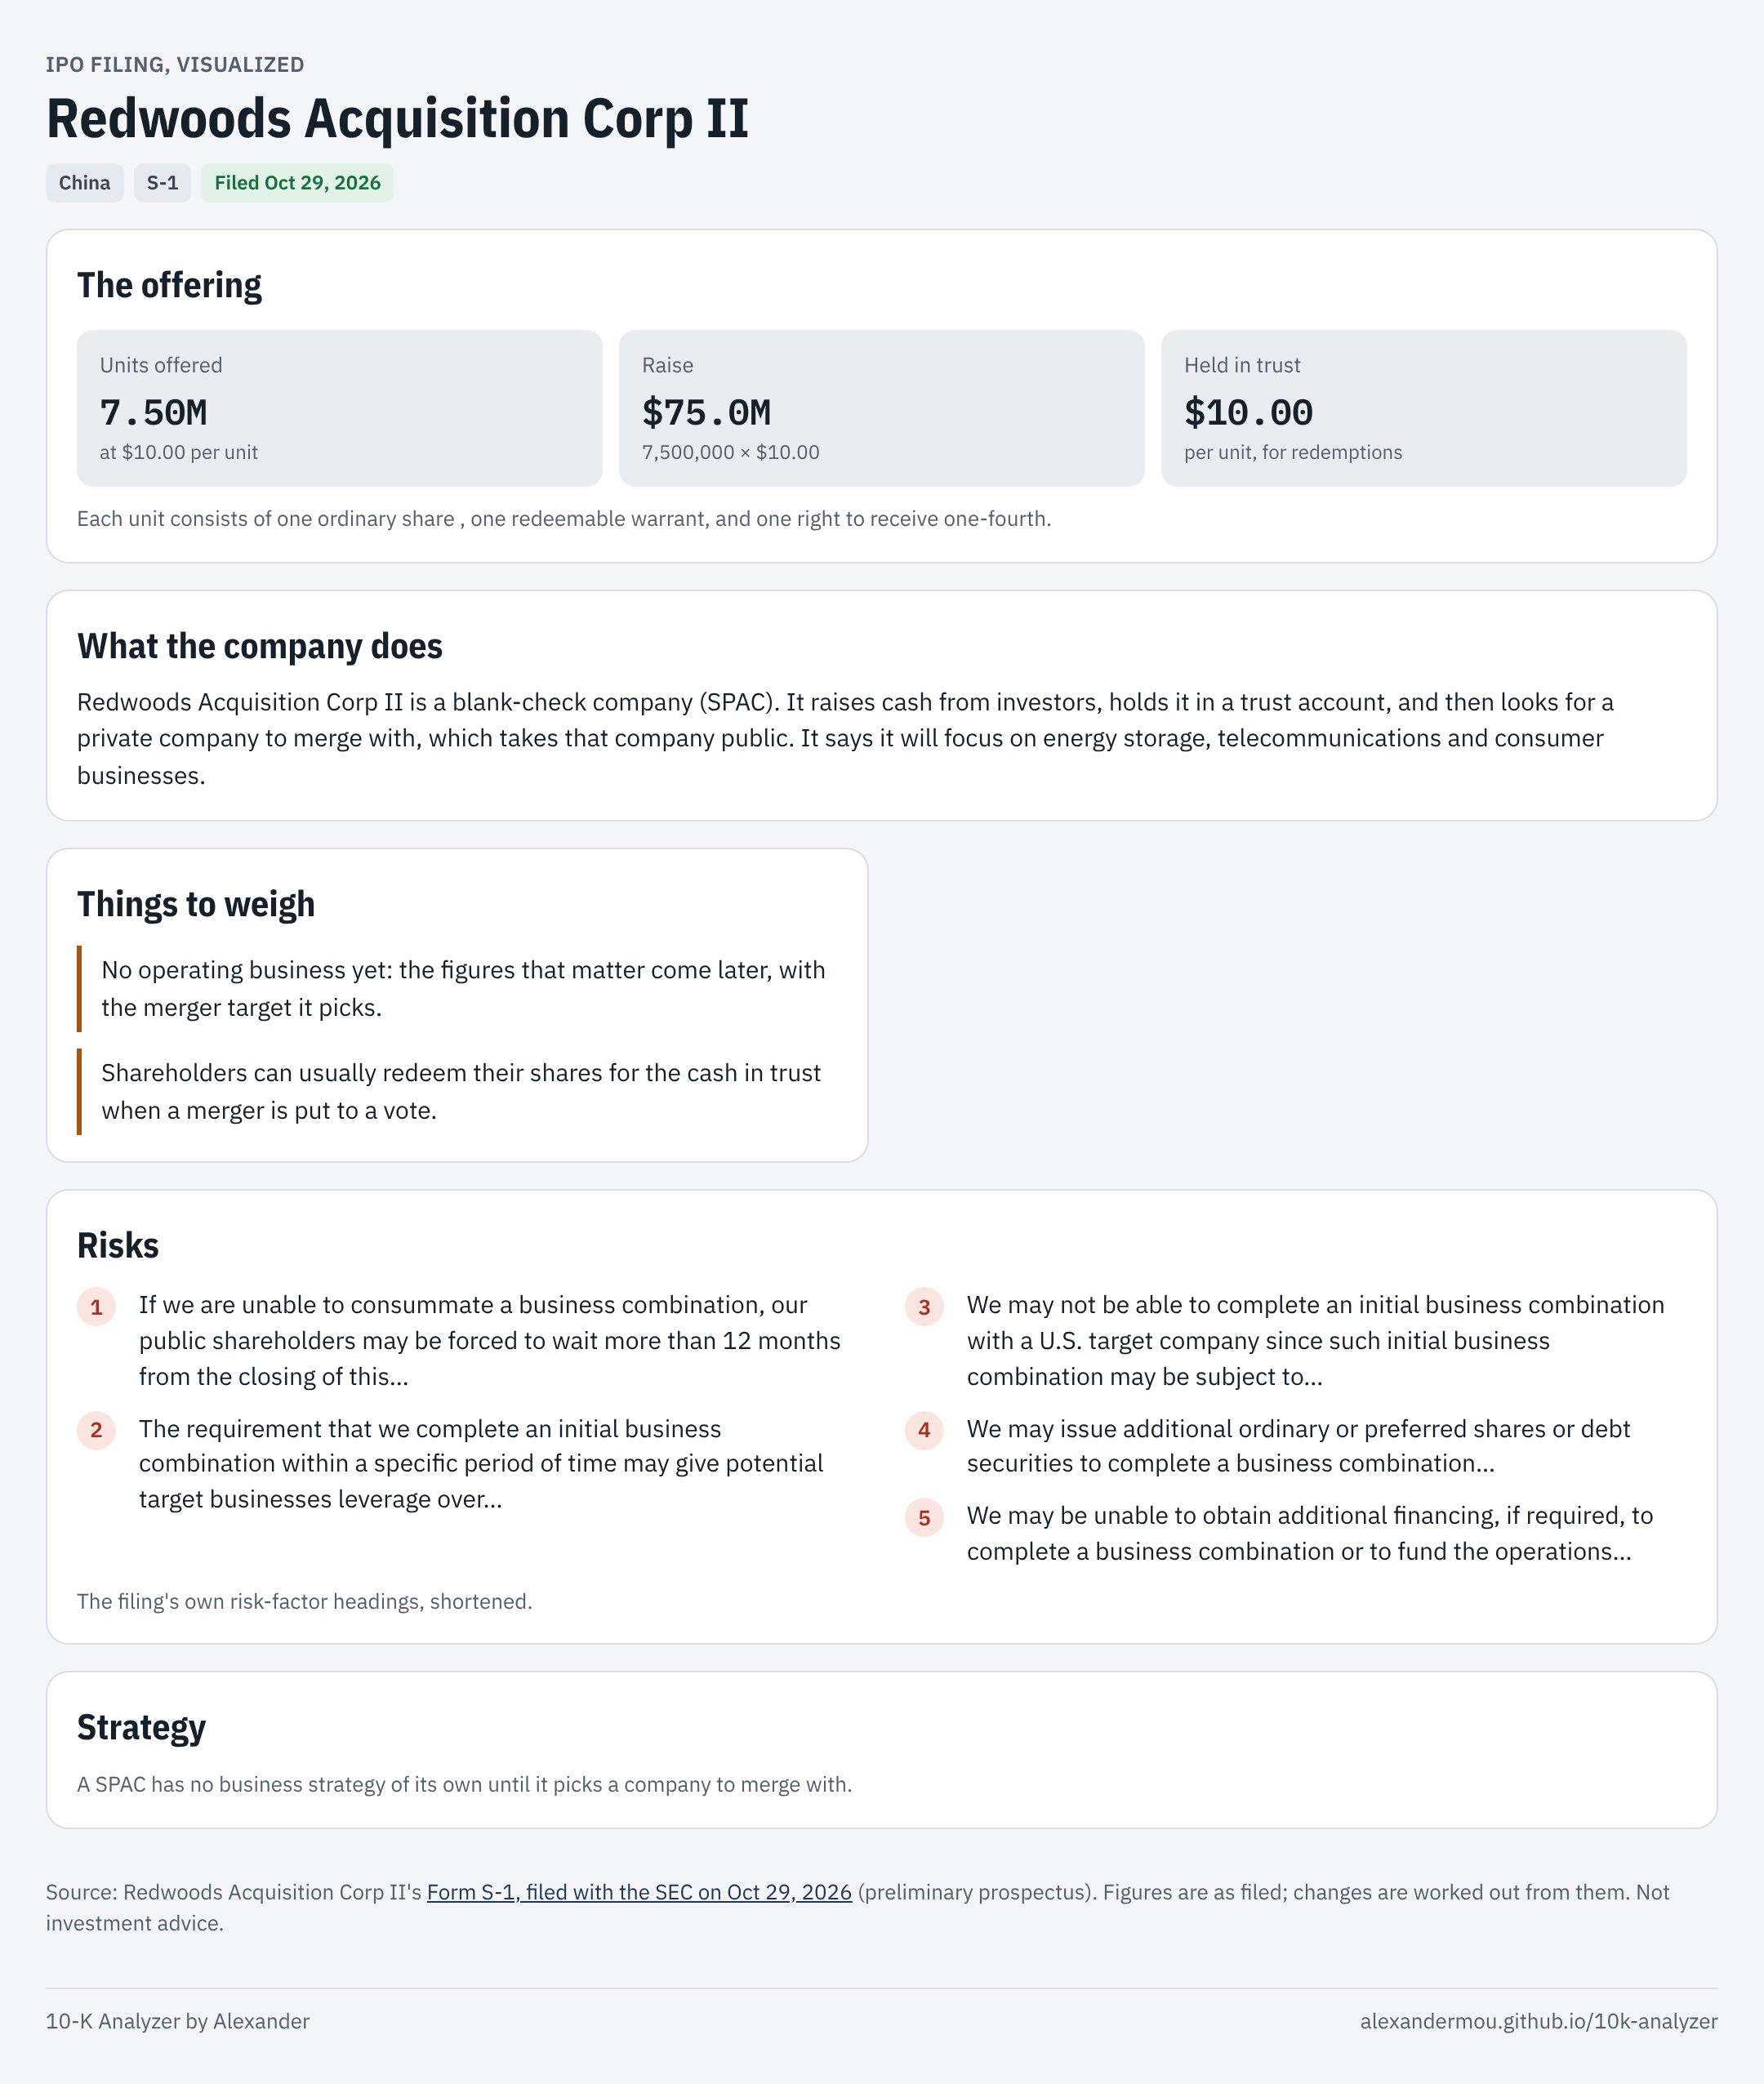 IPO FILING, VISUALIZED
Redwoods Acquisition Corp II
China
S-1
Filed Oct 29, 2026
The offering
Units offered
7.50M
at $10.00 per unit
Raise
$75.0M
7,500,000 × $10.00
Held in trust
$10.00
per unit, for redemptions
Each unit consists of one ordinary share , one redeemable warrant, and one right to receive one-fourth.
What the company does
Redwoods Acquisition Corp II is a blank-check company (SPAC). It raises cash from investors, holds it in a trust account, and then looks for a
private company to merge with, which takes that company public. It says it will focus on energy storage, telecommunications and consumer
businesses.
Things to weigh
No operating business yet: the figures that matter come later, with
the merger target it picks.
Shareholders can usually redeem their shares for the cash in trust
when a merger is put to a vote.
Risks
1 If we are unable to consummate a business combination, our
public shareholders may be forced to wait more than 12 months
from the closing of this...
2 The requirement that we complete an initial business
combination within a specific period of time may give potential
target businesses leverage over...
3 We may not be able to complete an initial business combination
with a U.S. target company since such initial business
combination may be subject to...
4 We may issue additional ordinary or preferred shares or debt
securities to complete a business combination...
5 We may be unable to obtain additional financing, if required, to
complete a business combination or to fund the operations...
The filing's own risk-factor headings, shortened.
Strategy
A SPAC has no business strategy of its own until it picks a company to merge with.
Source: Redwoods Acquisition Corp II's Form S-1, filed with the SEC on Oct 29, 2026 (preliminary prospectus). Figures are as filed; changes are worked out from them. Not
investment advice.
10-K Analyzer by Alexander
alexandermou.github.io/10k-analyzer